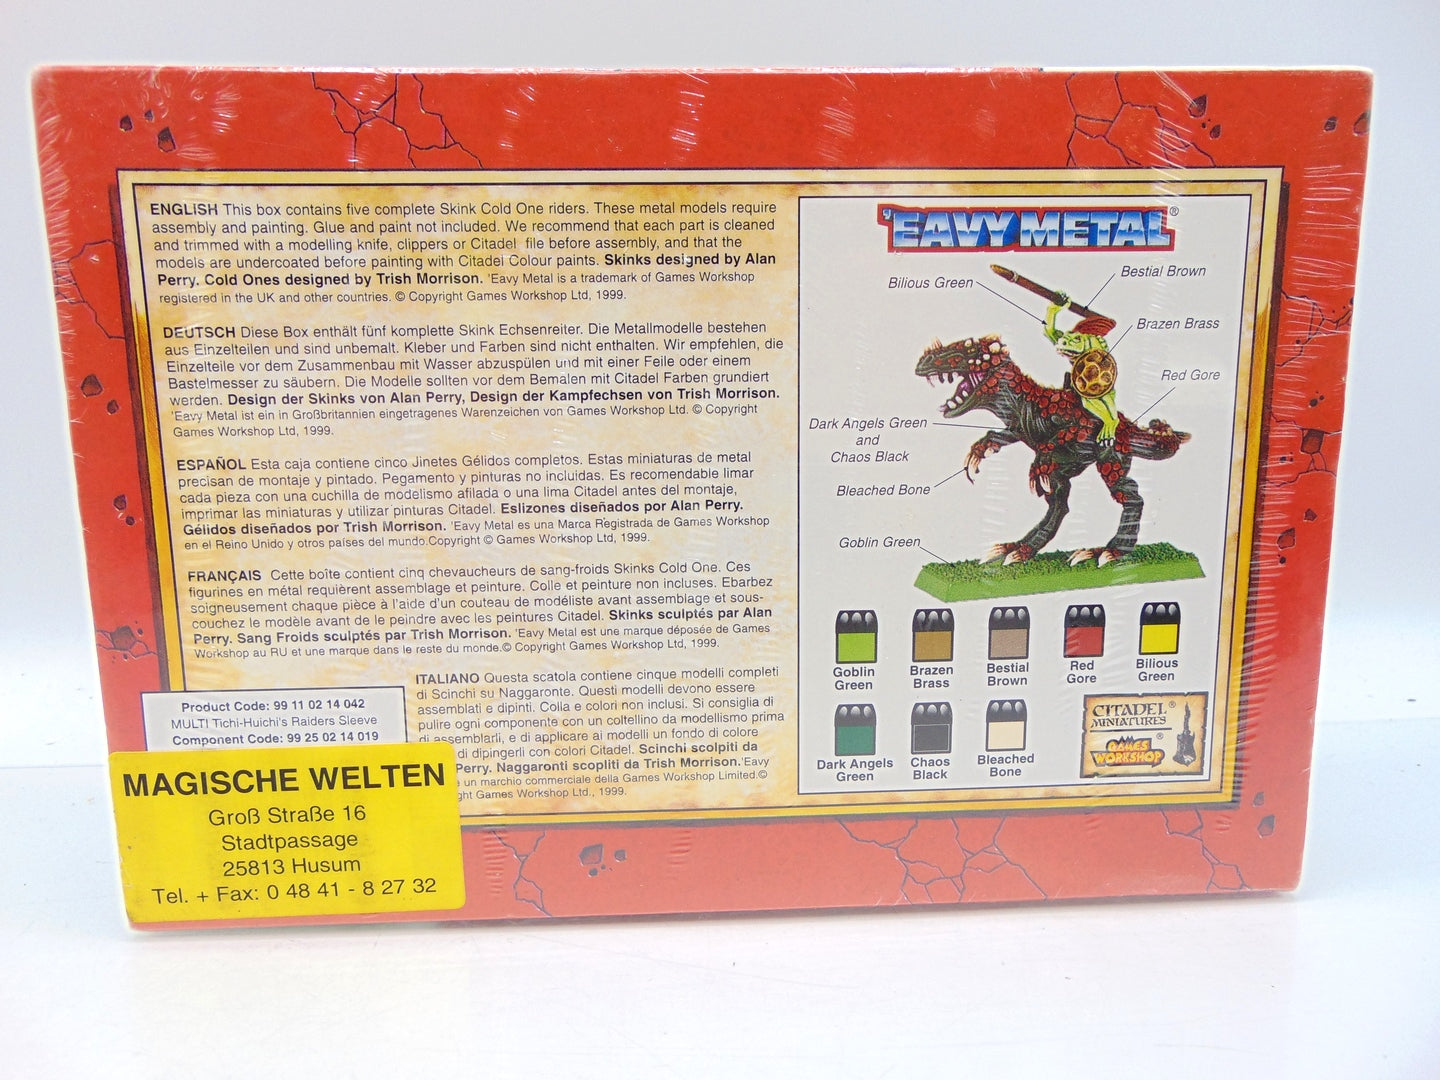 ENGLISH This box contains five complete Skink Cold One riders. These metal models require
assembly and painting. Glue and paint not included. We recommend that each part is cleaned
and trimmed with a modelling knife, clippers or Citadel file before assembly, and that the
models are undercoated before painting with Citadel Colour paints. Skinks designed by Alan
Perry. Cold Ones designed by Trish Morrison. 'Eavy Metal is a trademark of Games Workshop
registered in the UK and other countries. © Copyright Games Workshop Ltd, 1999.
DEUTSCH Diese Box enthält fünf komplette Skink Echsenreiter. Die Metallmodelle bestehen
aus Einzelteilen und sind unbemalt. Kleber und Farben sind nicht enthalten. Wir empfehlen, die
Einzelteile vor dem Zusammenbau mit Wasser abzuspülen und mit einer Feile oder einem
Bastelmesser zu säubern. Die Modelle sollten vor dem Bemalen mit Citadel Farben grundiert
werden. Design der Skinks von Alan Perry, Design der Kampfechsen von Trish Morrison.
'Eavy Metal ist ein in Großbritannien eingetragenes Warenzeichen von Games Workshop Ltd. © Copyright
Games Workshop Ltd, 1999.
ESPAÑOL Esta caja contiene cinco Jinetes Gélidos completos. Estas miniaturas de metal
precisan de montaje y pintado. Pegamento y pinturas no incluidas. Es recomendable limar
cada pieza con una cuchilla de modelismo afilada o una lima Citadel antes del montaje,
imprimar las miniaturas y utilizar pinturas Citadel. Eslizones diseñados por Alan Perry.
Gélidos diseñados por Trish Morrison. 'Eavy Metal es una Marca Registrada de Games Workshop
en el Reino Unido y otros países del mundo.Copyright © Games Workshop Ltd, 1999.
FRANÇAIS Cette boîte contient cinq chevaucheurs de sang-froids Skinks Cold One. Ces
figurines en métal requièrent assemblage et peinture. Colle et peinture non incluses. Ebarbez
soigneusement chaque pièce à l'aide d'un couteau de modéliste avant assemblage et sous-
couchez le modèle avant de le peindre avec les peintures Citadel. Skinks sculptés par Alan
Perry. Sang Froids sculptés par Trish Morrison. 'Eavy Metal est une marque déposée de Games
Workshop au RU et une marque dans le reste du monde.© Copyright Games Workshop Ltd, 1999.
ITALIANO Questa scatola contiene cinque modelli completi
di Scinchi su Naggaronte. Questi modelli devono essere
assemblati e dipinti. Colla e colori non inclusi. Si consiglia di
pulire ogni componente con un coltellino da modellismo prima
di assemblarli, e di applicare ai modelli un fondo di colore
di dipingerli con colori Citadel. Scinchi scolpiti da
Perry. Naggaronti scopliti da Trish Morrison.'Eavy
un marchio commerciale della Games Workshop Limited.©
ght Games Workshop Ltd., 1999.
Product Code: 99 11 02 14 042
MULTI Tichi-Huichi's Raiders Sleeve
Component Code: 99 25 02 14 019
MAGISCHE WELTEN
Groß Straße 16
Stadtpassage
25813 Husum
Tel. + Fax: 0 48 41 - 8 27 32
'EAVY METAL®
Bilious Green
Bestial Brown
Brazen Brass
Red Gore
Dark Angels Green
and
Chaos Black
Bleached Bone
Goblin Green
Goblin
Green
Brazen
Brass
Bestial
Brown
Red
Gore
Bilious
Green
Dark Angels
Green
Chaos
Black
Bleached
Bone
CITADEL®
MINIATURES
GAMES
WORKSHOP®